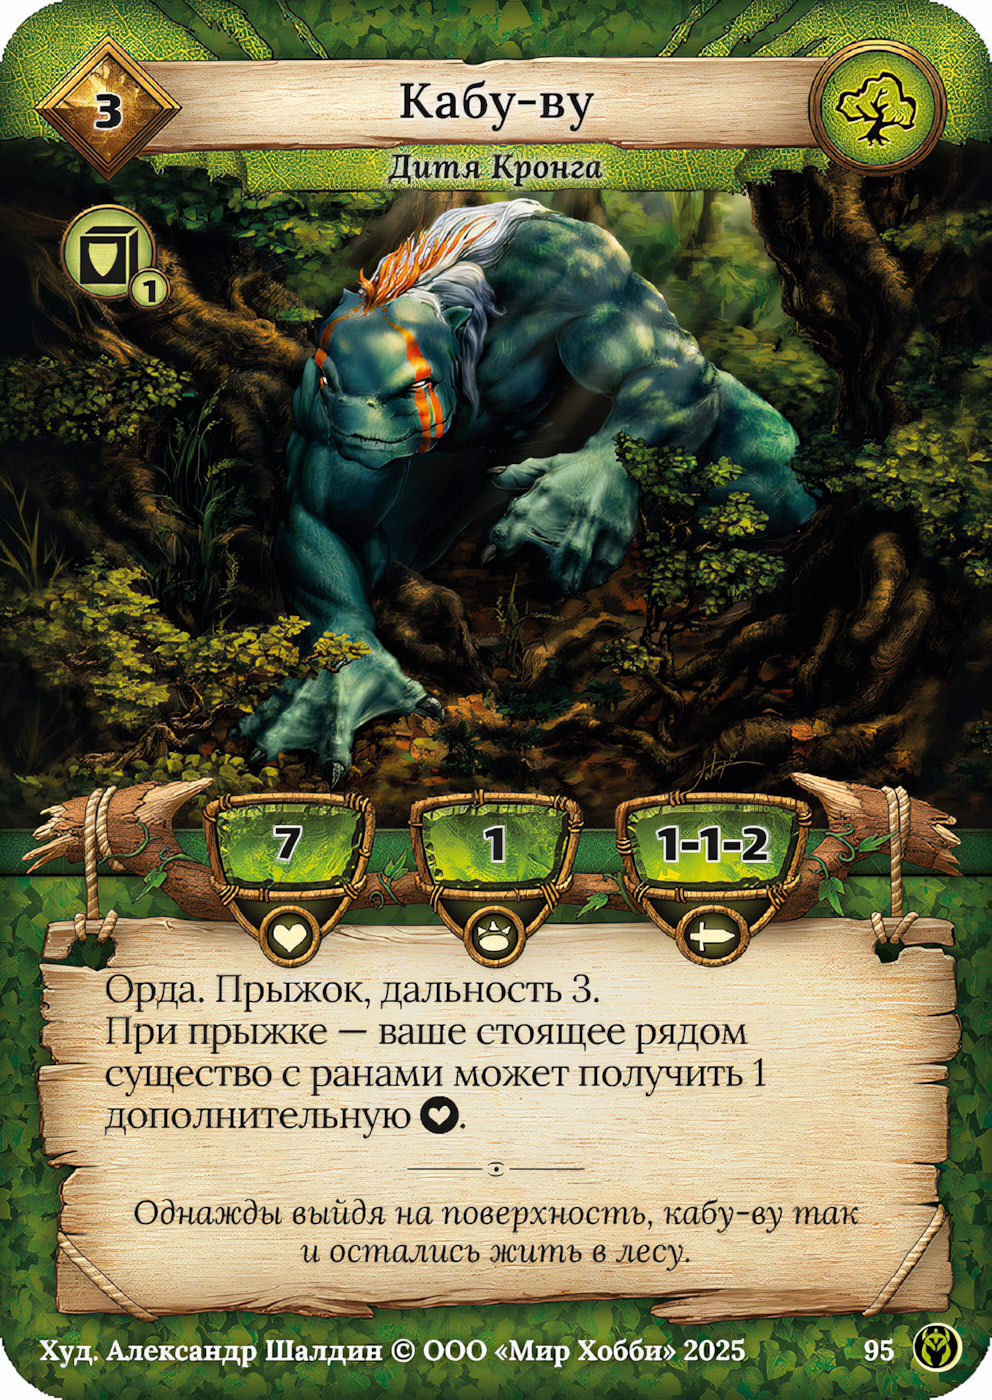 3
Кабу-ву
Дитя Кронга
1
7
1
1-1-2
Орда. Прыжок, дальность 3.
При прыжке — ваше стоящее рядом
существо с ранами может получить 1
дополнительную
.
Однажды выйдя на поверхность, кабу-ву так
и остались жить в лесу.
Худ. Александр Шалдин © ООО «Мир Хобби» 2025
95